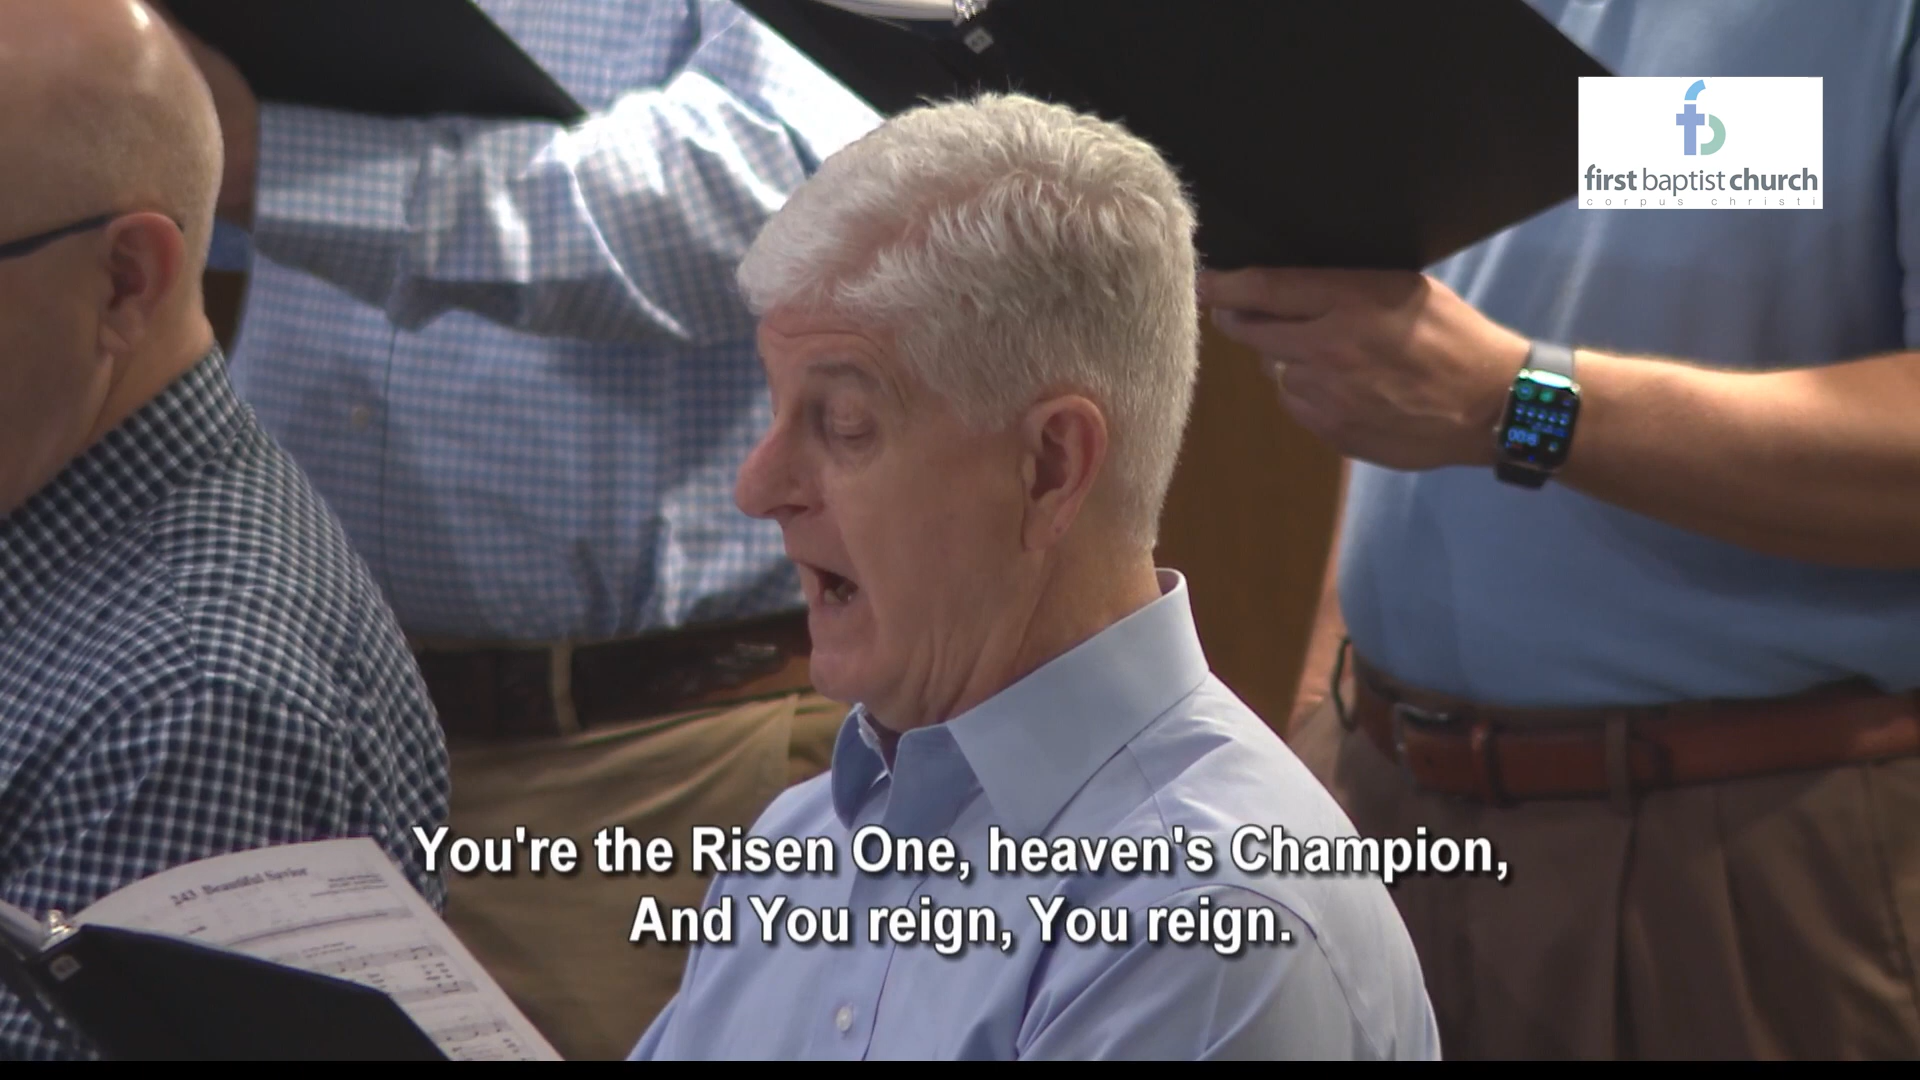 first baptist church
corpus christi
243 Beautiful Savior
You're the Risen One, heaven's Champion,
And You reign, You reign.